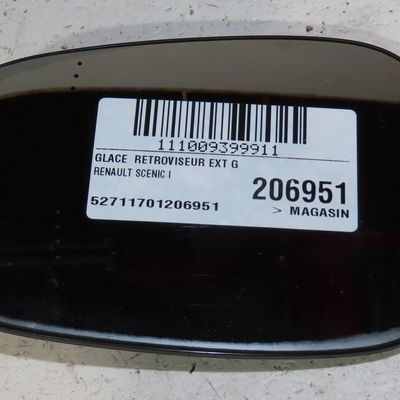 111009399911
GLACE RETROVISEUR EXT G
RENAULT SCENIC I
206951
52711701206951
> MAGASIN